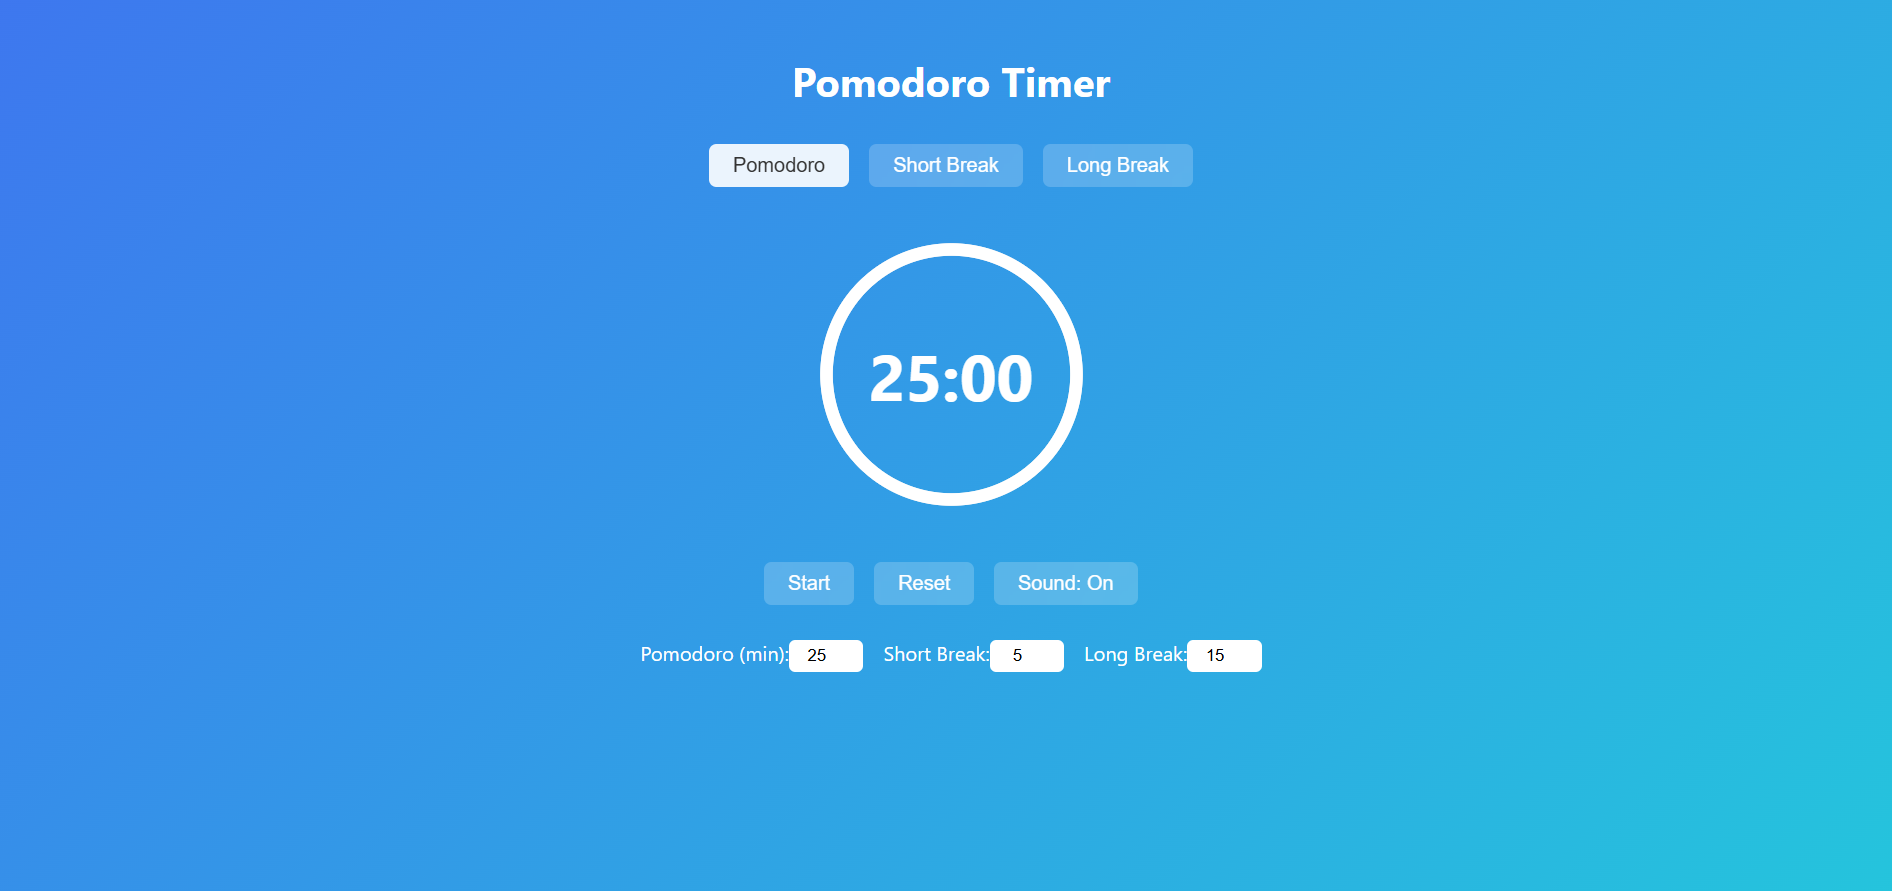 Pomodoro Timer
Pomodoro Short Break Long Break
25:00
Start Reset Sound: On
Pomodoro (min): 25 Short Break: 5 Long Break: 15